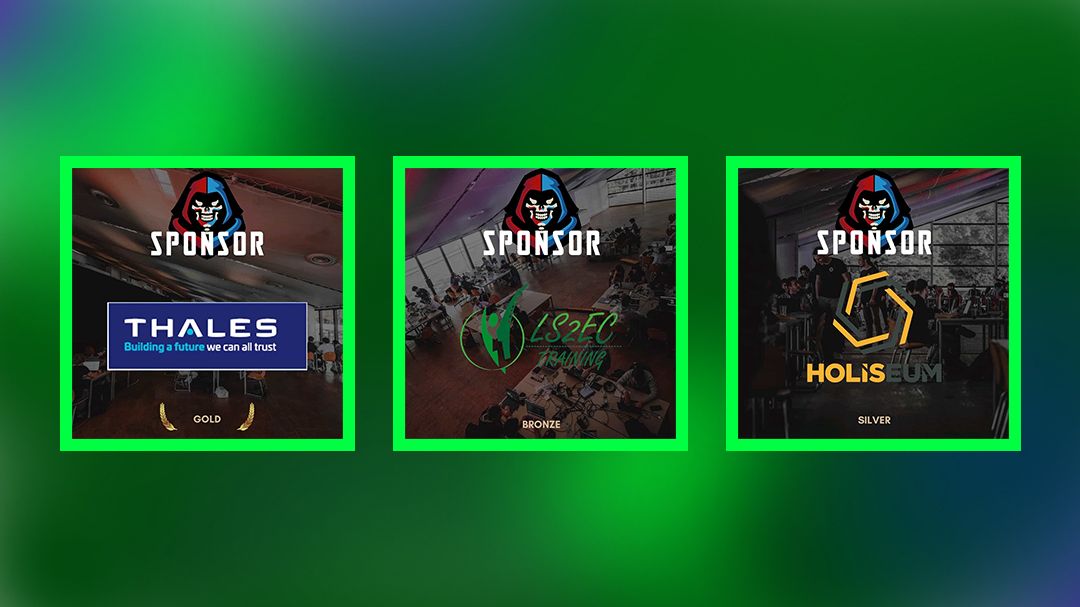 SPONSOR
THALES
Building a future we can all trust
GOLD
SPONSOR
LS2EC
TRAINING
BRONZE
SPONSOR
HOLISEUM
SILVER